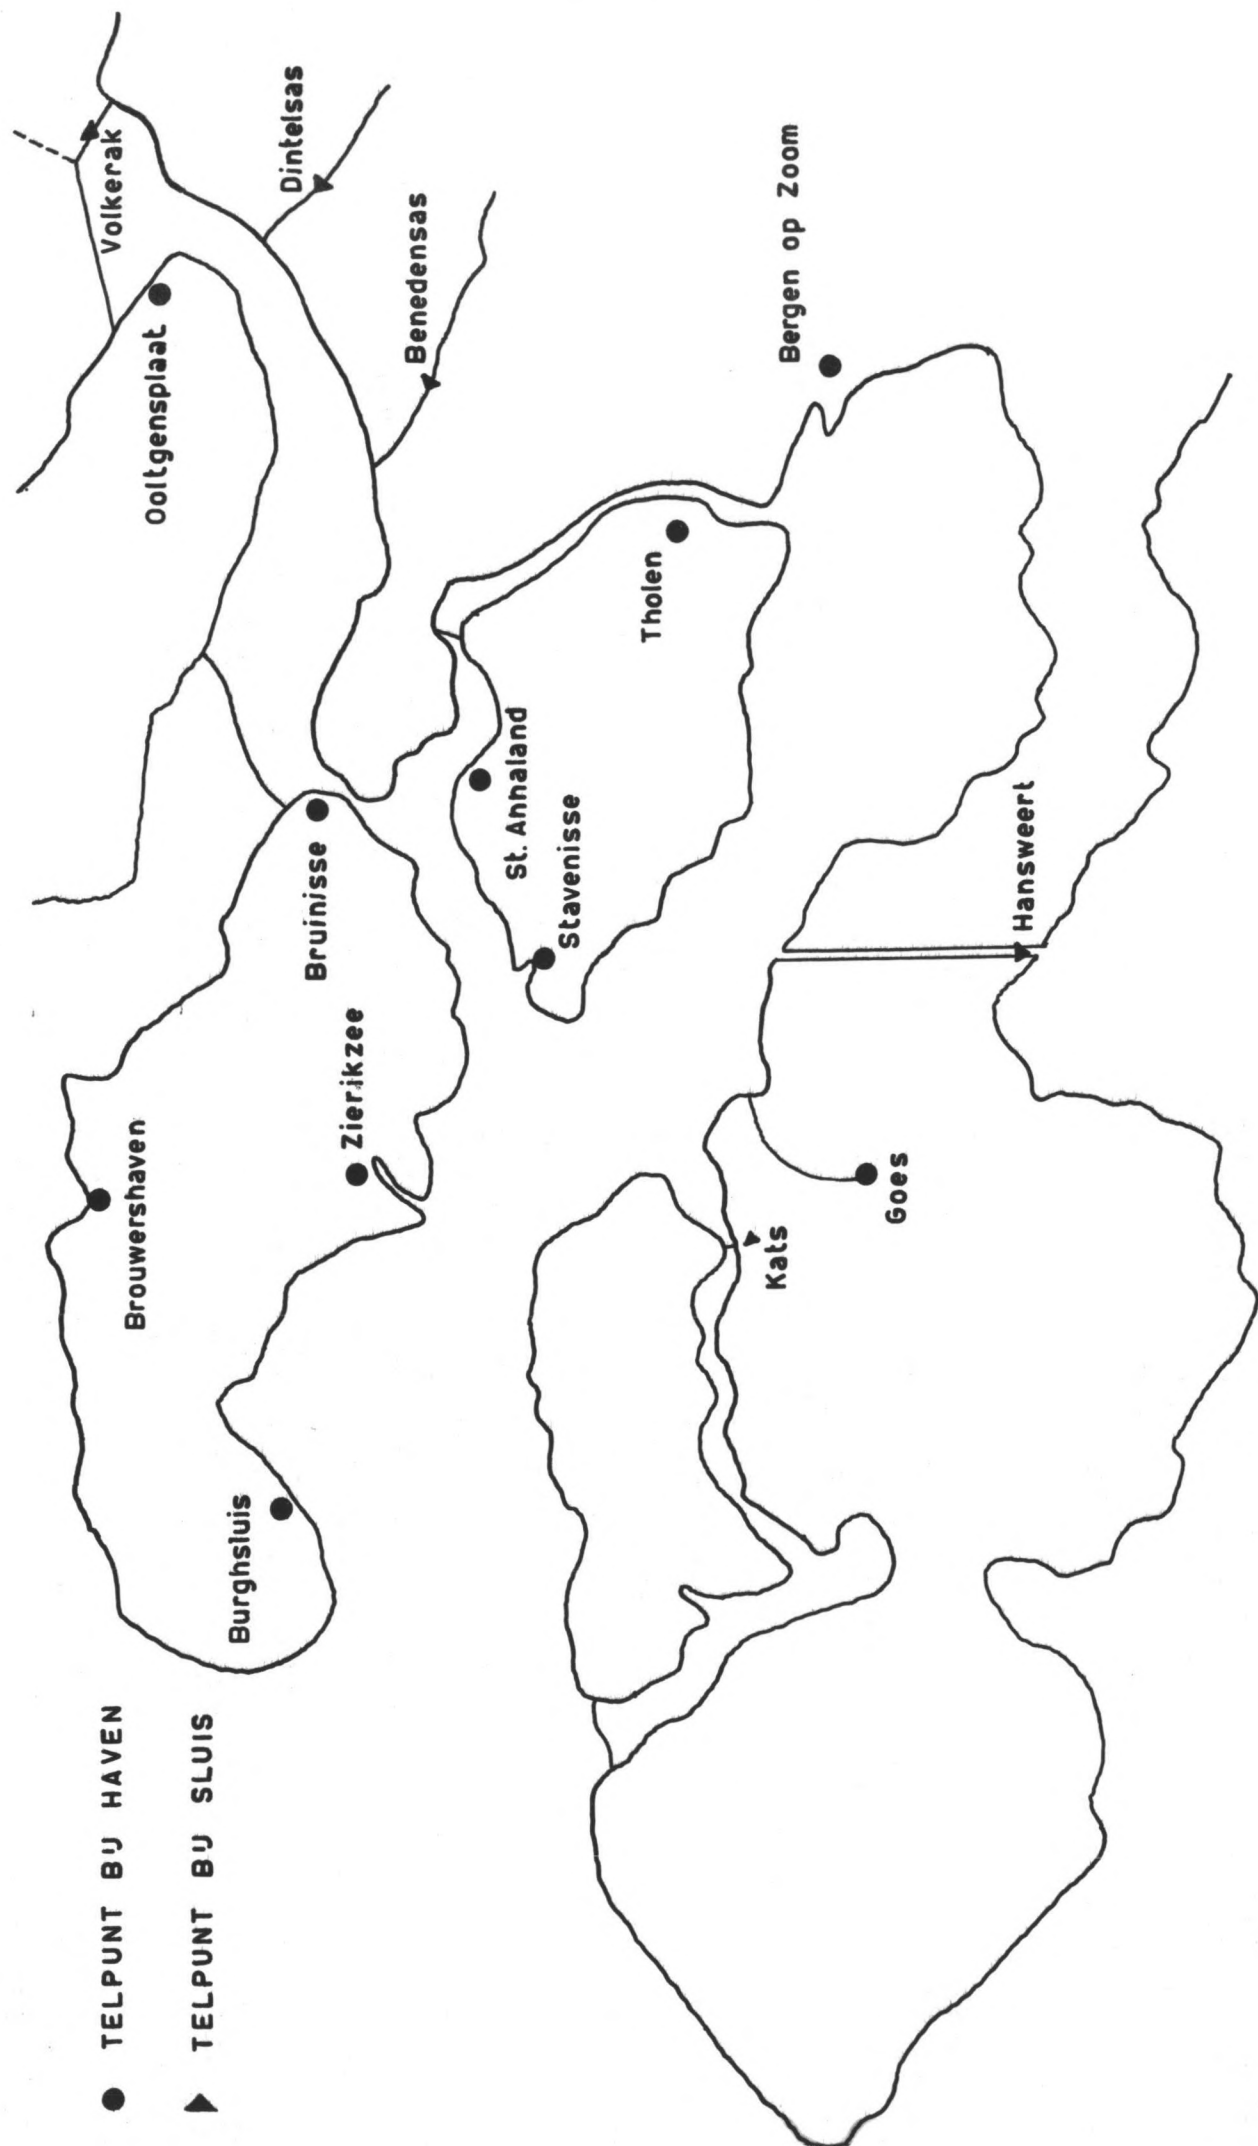 ● TELPUNT BIJ HAVEN
▲ TELPUNT BIJ SLUIS
Brouwershaven
Burghsluis
Zierikzee
Bruinisse
Ooltgensplaat
Volkerak
Dintelsas
Benedensas
St. Annaland
Stavenisse
Tholen
Bergen op Zoom
Kats
Goes
Hansweert